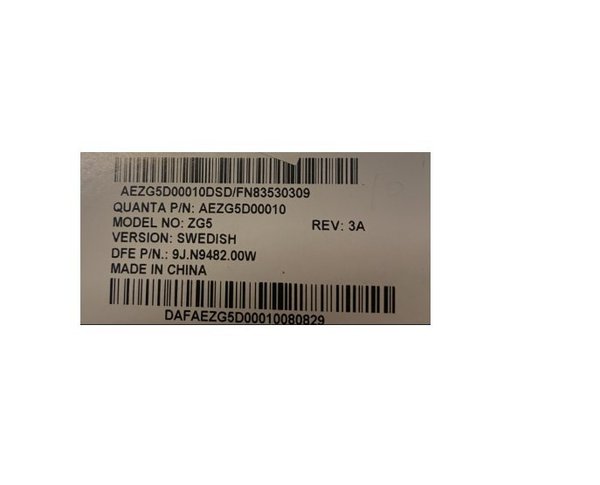 AEZG5D00010DSD/FN83530309
QUANTA P/N: AEZG5D00010
MODEL NO: ZG5 REV: 3A
VERSION: SWEDISH
DFE P/N.: 9J.N9482.00W
MADE IN CHINA
DAFAEZG5D00010080829